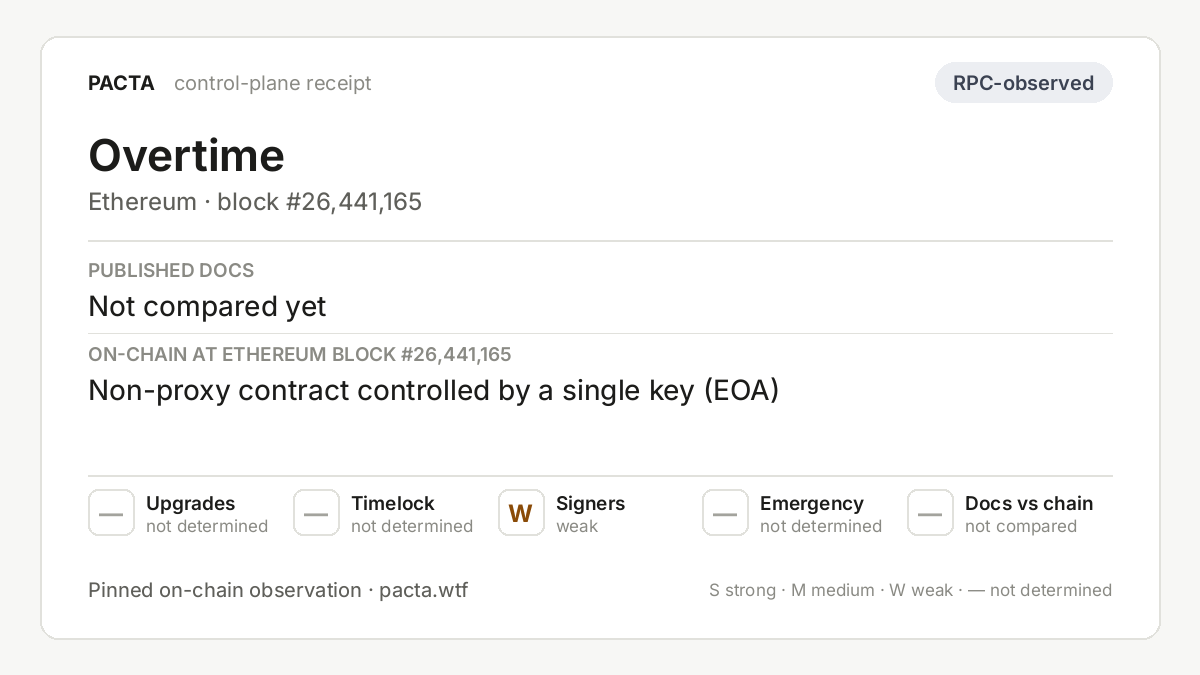 PACTA control-plane receipt
RPC-observed
Overtime
Ethereum · block #26,441,165
PUBLISHED DOCS
Not compared yet
ON-CHAIN AT ETHEREUM BLOCK #26,441,165
Non-proxy contract controlled by a single key (EOA)
— Upgrades not determined
— Timelock not determined
W Signers weak
— Emergency not determined
— Docs vs chain not compared
Pinned on-chain observation · pacta.wtf
S strong · M medium · W weak · — not determined